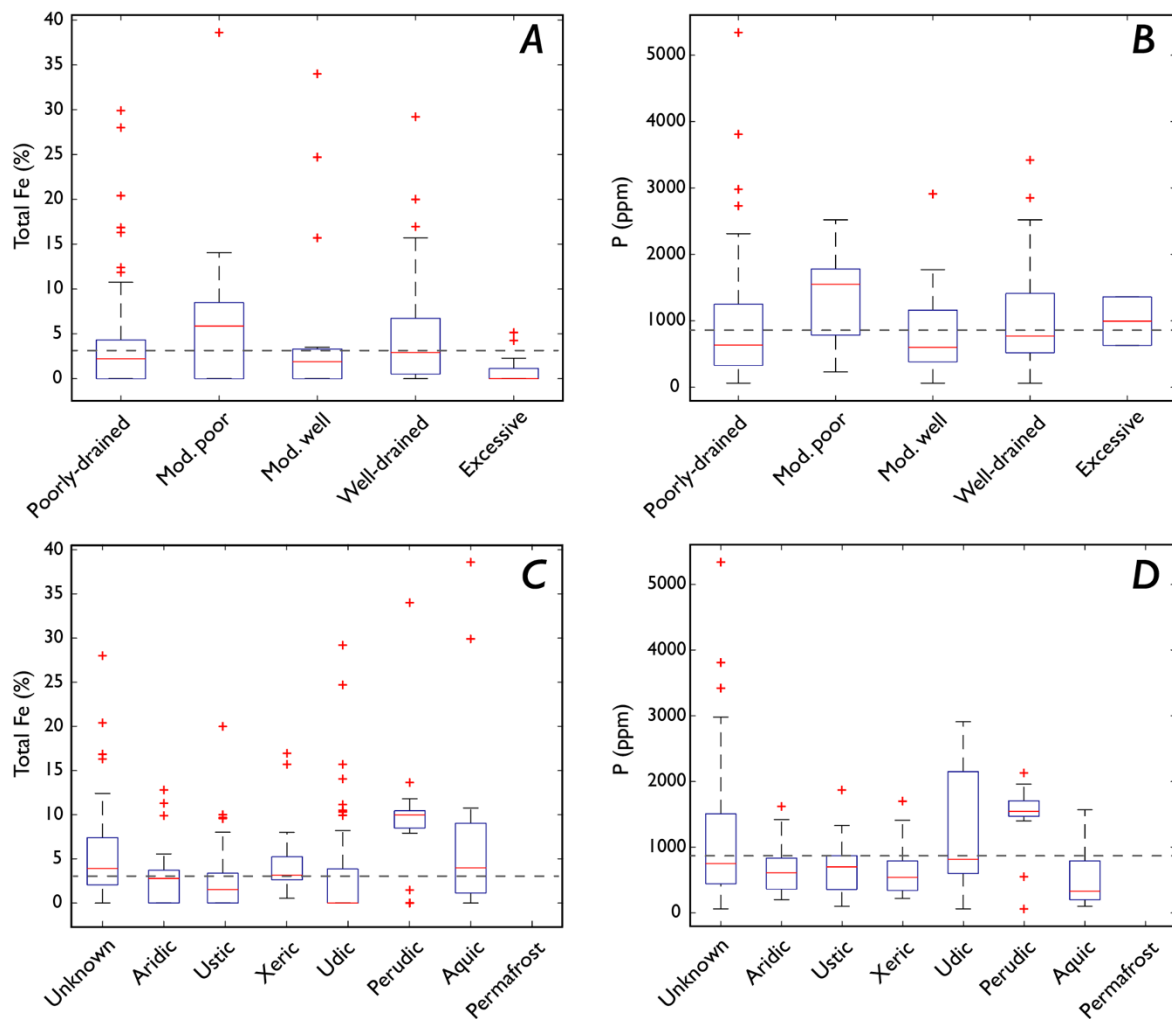 A
Total Fe (%)
40
35
30
25
20
15
10
5
0
Poorly-drained
Mod. poor
Mod. well
Well-drained
Excessive
B
P (ppm)
5000
4000
3000
2000
1000
0
Poorly-drained
Mod. poor
Mod. well
Well-drained
Excessive
C
Total Fe (%)
40
35
30
25
20
15
10
5
0
Unknown
Aridic
Ustic
Xeric
Udic
Perudic
Aquic
Permafrost
D
P (ppm)
5000
4000
3000
2000
1000
0
Unknown
Aridic
Ustic
Xeric
Udic
Perudic
Aquic
Permafrost